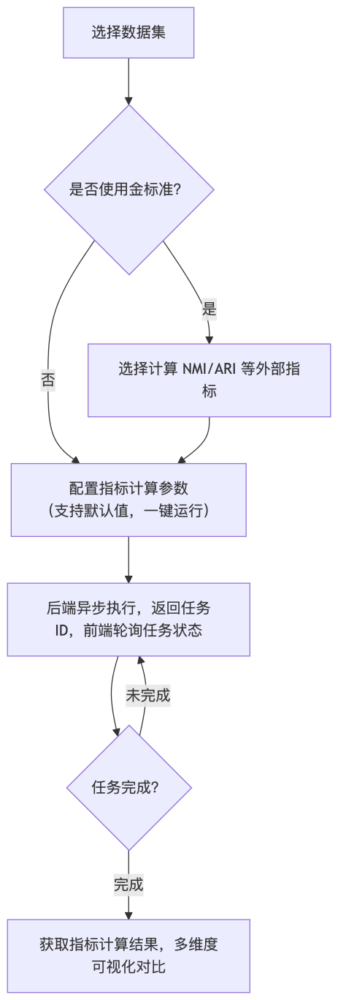 选择数据集
是否使用金标准？
是
否
选择计算 NMI/ARI 等外部指
标
配置指标计算参数
（支持默认值，一键运行）
后端异步执行，返回任务
ID，前端轮询任务状态
未完成
任务完成？
完成
获取指标计算结果，多维度
可视化对比